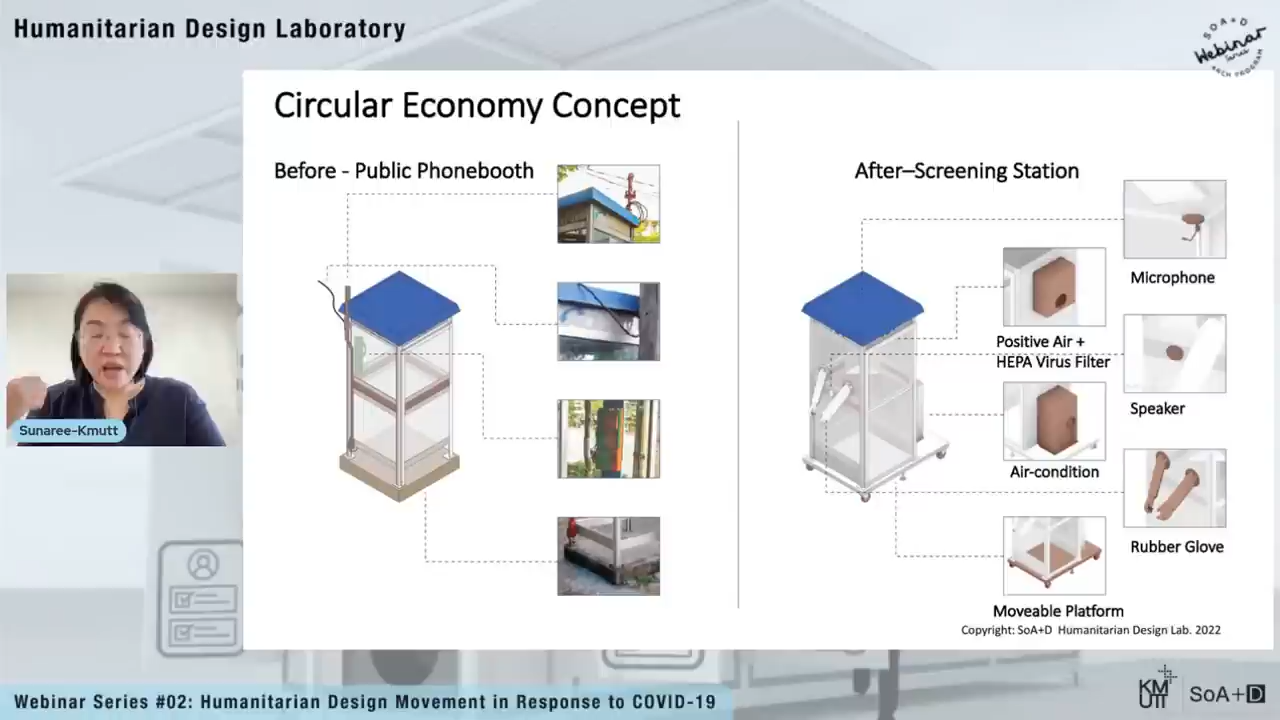 Humanitarian Design Laboratory
SOA+D
Webinar
Series
ARCH PROGRAM
Circular Economy Concept
Before - Public Phonebooth
After–Screening Station
Microphone
Positive Air +
HEPA Virus Filter
Speaker
Air-condition
Rubber Glove
Moveable Platform
Copyright: SoA+D Humanitarian Design Lab. 2022
Sunaree-Kmutt
Webinar Series #02: Humanitarian Design Movement in Response to COVID-19
KM
UTT
SoA+D